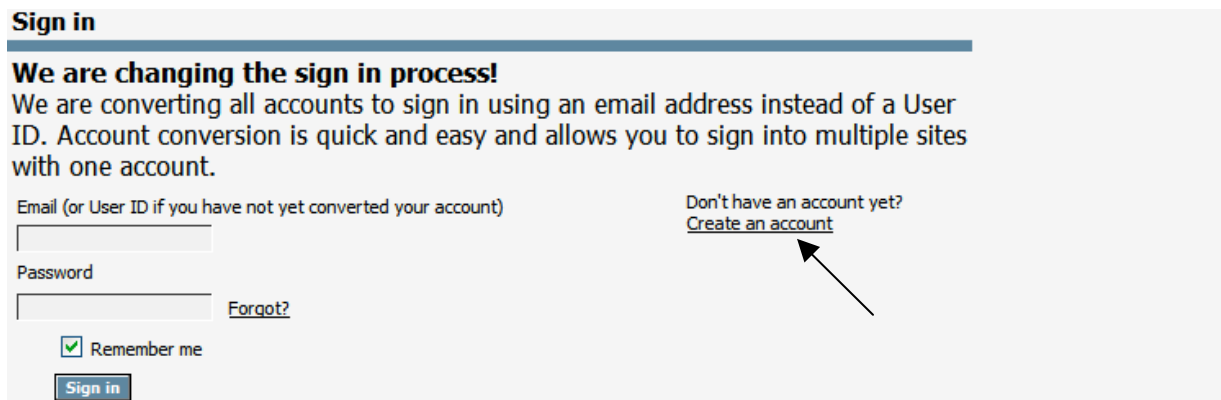 Sign in
We are changing the sign in process!
We are converting all accounts to sign in using an email address instead of a User
ID. Account conversion is quick and easy and allows you to sign into multiple sites
with one account.
Email (or User ID if you have not yet converted your account)
Password
Forgot?
Remember me
Sign in
Don't have an account yet?
Create an account